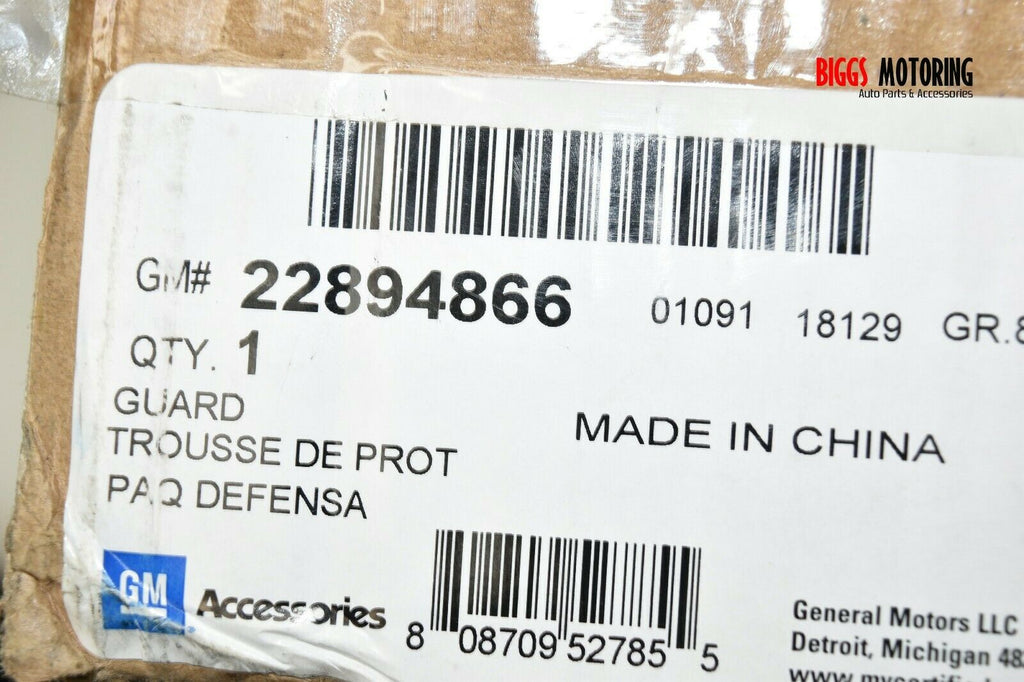 BIGGS MOTORING
Auto Parts & Accessories
GM# 22894866 01091 18129 GR.8
QTY. 1
GUARD
TROUSSE DE PROT
PAQ DEFENSA
MADE IN CHINA
GM Accessories
8 08709 52785 5
General Motors LLC
Detroit, Michigan